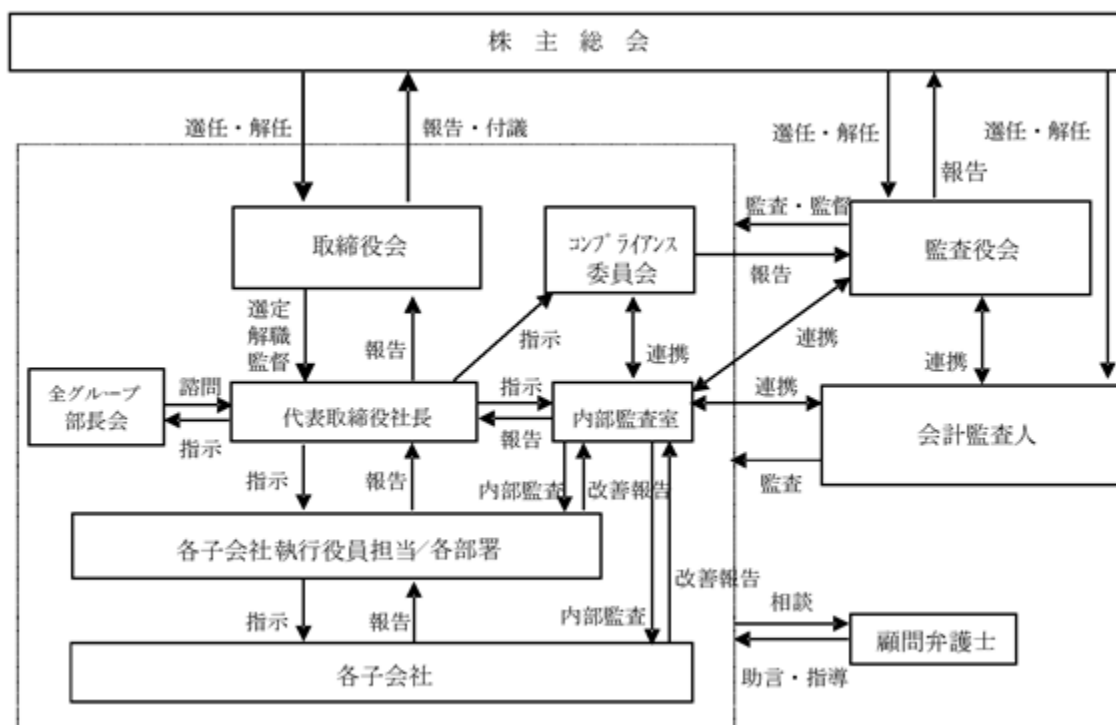 株主総会
選任・解任
報告・付議
選任・解任
選任・解任
報告
監査・監督
取締役会
コンプライアンス
委員会
監査役会
報告
選定
解職
監督
報告
指示
連携
連携
連携
全グループ
部長会
諮問
指示
代表取締役社長
指示
報告
内部監査室
連携
会計監査人
監査
指示
報告
内部監査
改善報告
各子会社執行役員担当/各部署
改善報告
指示
報告
内部監査
相談
顧問弁護士
助言・指導
各子会社